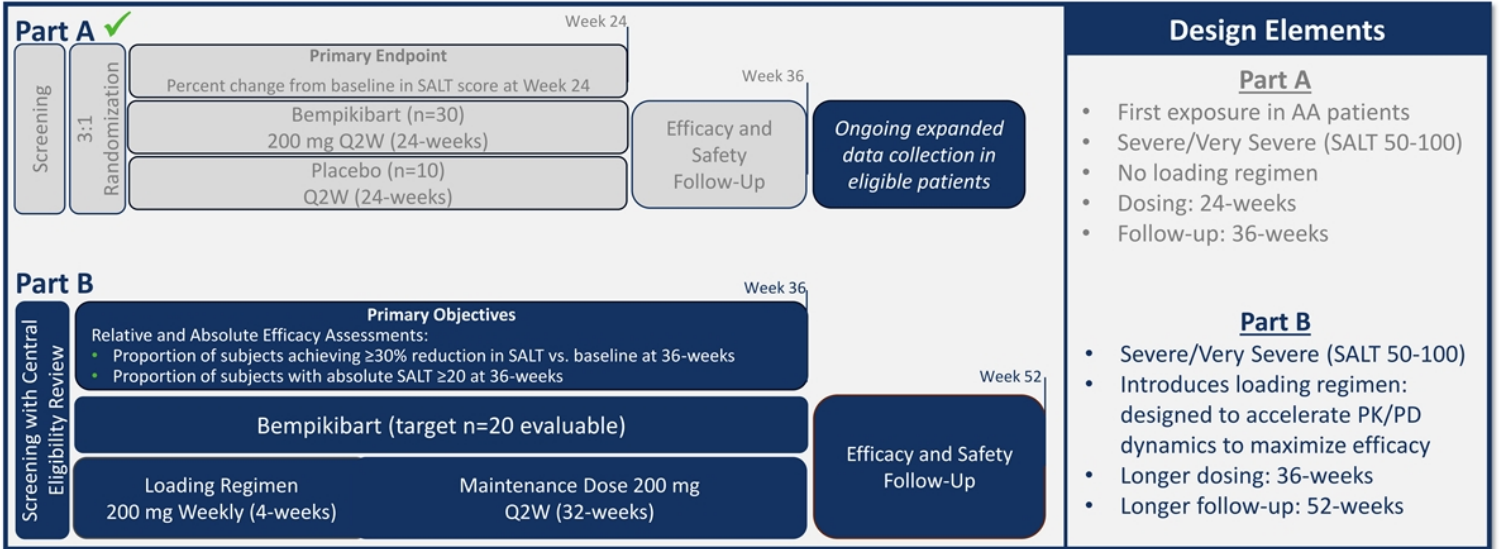 Part A ✓
Week 24
Screening
3:1
Randomization
Primary Endpoint
Percent change from baseline in SALT score at Week 24
Bempikibart (n=30)
200 mg Q2W (24-weeks)
Placebo (n=10)
Q2W (24-weeks)
Week 36
Efficacy and
Safety
Follow-Up
Ongoing expanded
data collection in
eligible patients
Part B
Week 36
Screening with Central
Eligibility Review
Primary Objectives
Relative and Absolute Efficacy Assessments:
• Proportion of subjects achieving ≥30% reduction in SALT vs. baseline at 36-weeks
• Proportion of subjects with absolute SALT ≥20 at 36-weeks
Bempikibart (target n=20 evaluable)
Loading Regimen
200 mg Weekly (4-weeks)
Maintenance Dose 200 mg
Q2W (32-weeks)
Week 52
Efficacy and Safety
Follow-Up
Design Elements
Part A
• First exposure in AA patients
• Severe/Very Severe (SALT 50-100)
• No loading regimen
• Dosing: 24-weeks
• Follow-up: 36-weeks
Part B
• Severe/Very Severe (SALT 50-100)
• Introduces loading regimen:
designed to accelerate PK/PD
dynamics to maximize efficacy
• Longer dosing: 36-weeks
• Longer follow-up: 52-weeks